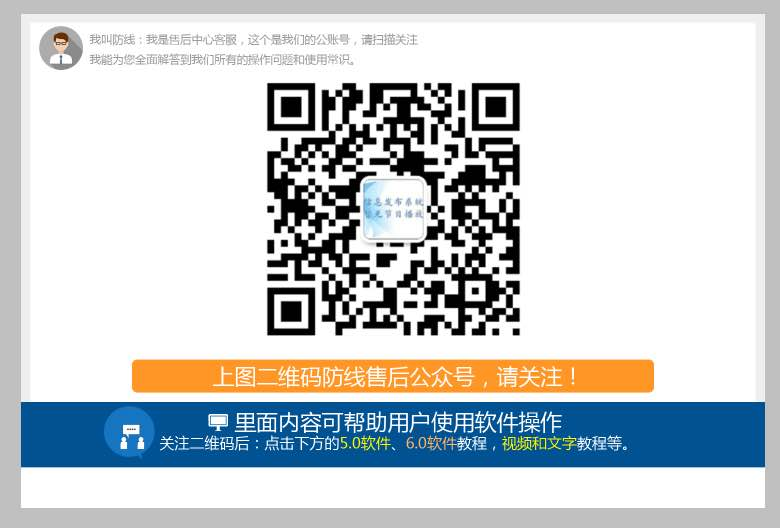 我叫防线：我是售后中心客服，这个是我们的公账号，请扫描关注
我能为您全面解答到我们所有的操作问题和使用常识。
信息发布系统
暂无节目播放
上图二维码防线售后公众号，请关注！
里面内容可帮助用户使用软件操作
关注二维码后：点击下方的5.0软件、6.0软件教程，视频和文字教程等。